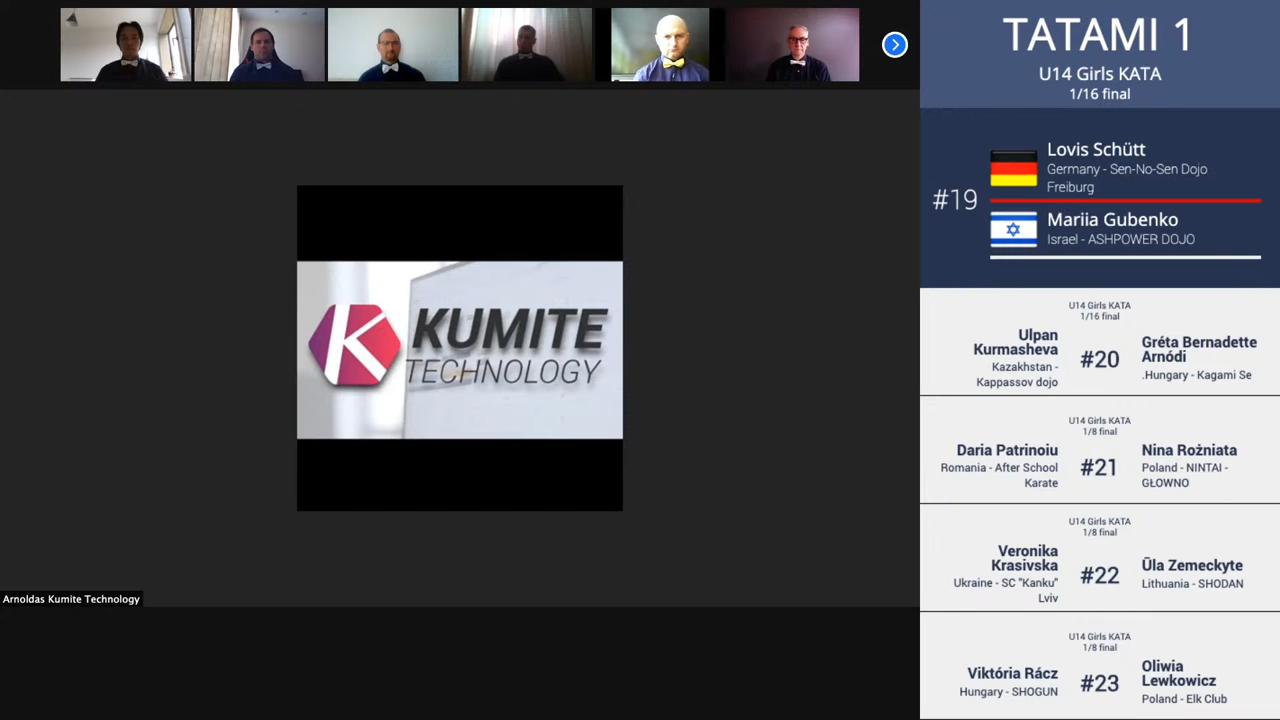 TATAMI 1
U14 Girls KATA
1/16 final
#19
Lovis Schütt
Germany - Sen-No-Sen Dojo
Freiburg
Mariia Gubenko
Israel - ASHPOWER DOJO
U14 Girls KATA
1/16 final
Ulpan
Kurmasheva
Kazakhstan -
Kappassov dojo
#20
Gréta Bernadette
Arnódi
.Hungary - Kagami Se
U14 Girls KATA
1/8 final
Daria Patrinoiu
Romania - After School
Karate
#21
Nina Rożniata
Poland - NINTAI -
GŁOWNO
U14 Girls KATA
1/8 final
Veronika
Krasivska
Ukraine - SC "Kanku"
Lviv
#22
Ūla Zemeckyte
Lithuania - SHODAN
U14 Girls KATA
1/8 final
Viktória Rácz
Hungary - SHOGUN
#23
Oliwia
Lewkowicz
Poland - Elk Club
K KUMITE
TECHNOLOGY
Arnoldas Kumite Technology